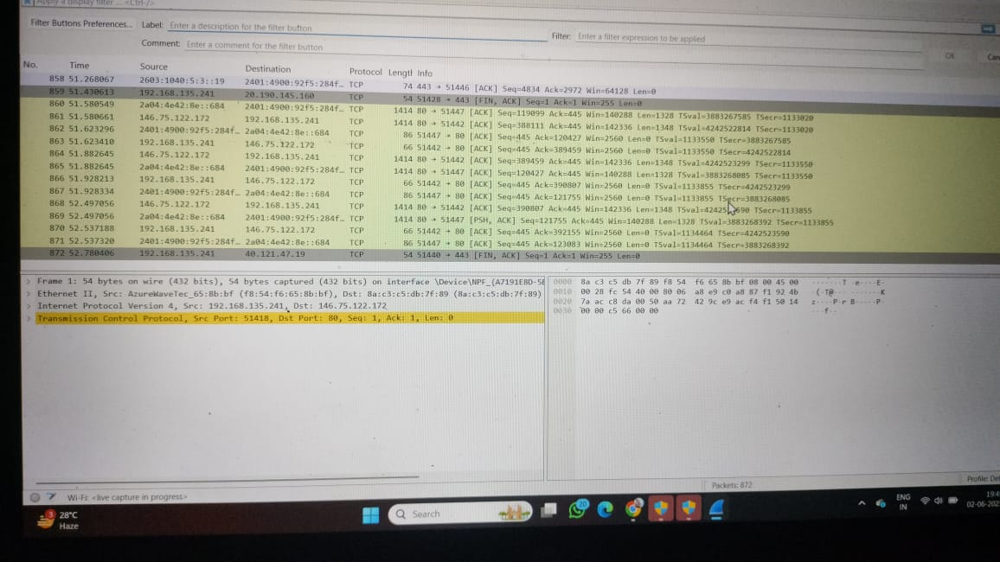 Apply a display filter ... <Ctrl-/>
Filter Buttons Preferences... Label: Enter a description for the filter button Filter: Enter a filter expression to be applied
Comment: Enter a comment for the filter button OK Can
No. Time Source Destination Protocol Lengtl Info
858 51.268067 2603:1040:5:3::19 2401:4900:92f5:284f… TCP 74 443 → 51446 [ACK] Seq=4834 Ack=2972 Win=64128 Len=0
859 51.430613 192.168.135.241 20.190.145.160 TCP 54 51428 → 443 [FIN, ACK] Seq=1 Ack=1 Win=255 Len=0
860 51.580549 2a04:4e42:8e::684 2401:4900:92f5:284f… TCP 1414 80 → 51447 [ACK] Seq=119099 Ack=445 Win=140288 Len=1328 TSval=3883267585 TSecr=1133020
861 51.580661 146.75.122.172 192.168.135.241 TCP 1414 80 → 51442 [ACK] Seq=388111 Ack=445 Win=142336 Len=1348 TSval=4242522814 TSecr=1133020
862 51.623296 2401:4900:92f5:284f… 2a04:4e42:8e::684 TCP 86 51447 → 80 [ACK] Seq=445 Ack=120427 Win=2560 Len=0 TSval=1133550 TSecr=3883267585
863 51.623410 192.168.135.241 146.75.122.172 TCP 66 51442 → 80 [ACK] Seq=445 Ack=389459 Win=2560 Len=0 TSval=1133550 TSecr=4242522814
864 51.882645 146.75.122.172 192.168.135.241 TCP 1414 80 → 51442 [ACK] Seq=389459 Ack=445 Win=142336 Len=1348 TSval=4242523299 TSecr=1133550
865 51.882645 2a04:4e42:8e::684 2401:4900:92f5:284f… TCP 1414 80 → 51447 [ACK] Seq=120427 Ack=445 Win=140288 Len=1328 TSval=3883268085 TSecr=1133550
866 51.928213 192.168.135.241 146.75.122.172 TCP 66 51442 → 80 [ACK] Seq=445 Ack=390807 Win=2560 Len=0 TSval=1133855 TSecr=4242523299
867 51.928334 2401:4900:92f5:284f… 2a04:4e42:8e::684 TCP 86 51447 → 80 [ACK] Seq=445 Ack=121755 Win=2560 Len=0 TSval=1133855 TSecr=3883268085
868 52.497056 146.75.122.172 192.168.135.241 TCP 1414 80 → 51442 [ACK] Seq=390807 Ack=445 Win=142336 Len=1348 TSecr=1133855
869 52.497056 2a04:4e42:8e::684 2401:4900:92f5:284f… TCP 1414 80 → 51447 [PSH, ACK] Seq=121755 Ack=445 Win=140288 Len=1328 TSval=3883268392 TSecr=1133855
870 52.537188 192.168.135.241 146.75.122.172 TCP 66 51442 → 80 [ACK] Seq=445 Ack=392155 Win=2560 Len=0 TSval=1134464 TSecr=4242523590
871 52.537320 2401:4900:92f5:284f… 2a04:4e42:8e::684 TCP 86 51447 → 80 [ACK] Seq=445 Ack=123083 Win=2560 Len=0 TSval=1134464 TSecr=3883268392
872 52.780406 192.168.135.241 40.121.47.19 TCP 54 51440 → 443 [FIN, ACK] Seq=1 Ack=1 Win=255 Len=0
Frame 1: 54 bytes on wire (432 bits), 54 bytes captured (432 bits) on interface \Device\NPF_{A7191E8D-5E
Ethernet II, Src: AzureWaveTec_65:8b:bf (f8:54:f6:65:8b:bf), Dst: 8a:c3:c5:db:7f:89 (8a:c3:c5:db:7f:89)
Internet Protocol Version 4, Src: 192.168.135.241, Dst: 146.75.122.172
Transmission Control Protocol, Src Port: 51418, Dst Port: 80, Seq: 1, Ack: 1, Len: 0
0000 8a c3 c5 db 7f 89 f8 54 f6 65 8b bf 08 00 45 00 ·······T ·e····E·
0010 00 28 fc 54 40 00 80 06 a8 e9 c0 a8 87 f1 92 4b ·(·T@··· ·······K
0020 7a ac c8 da 00 50 aa 72 42 9c e9 ac f4 f1 50 14 z····P·r B·····P·
0030 00 00 c5 66 00 00 ···f··
Wi-Fi: <live capture in progress> Packets: 872 Profile: Def
3 28°C
Haze
Search
20
ENG
IN
19:4
02-06-202